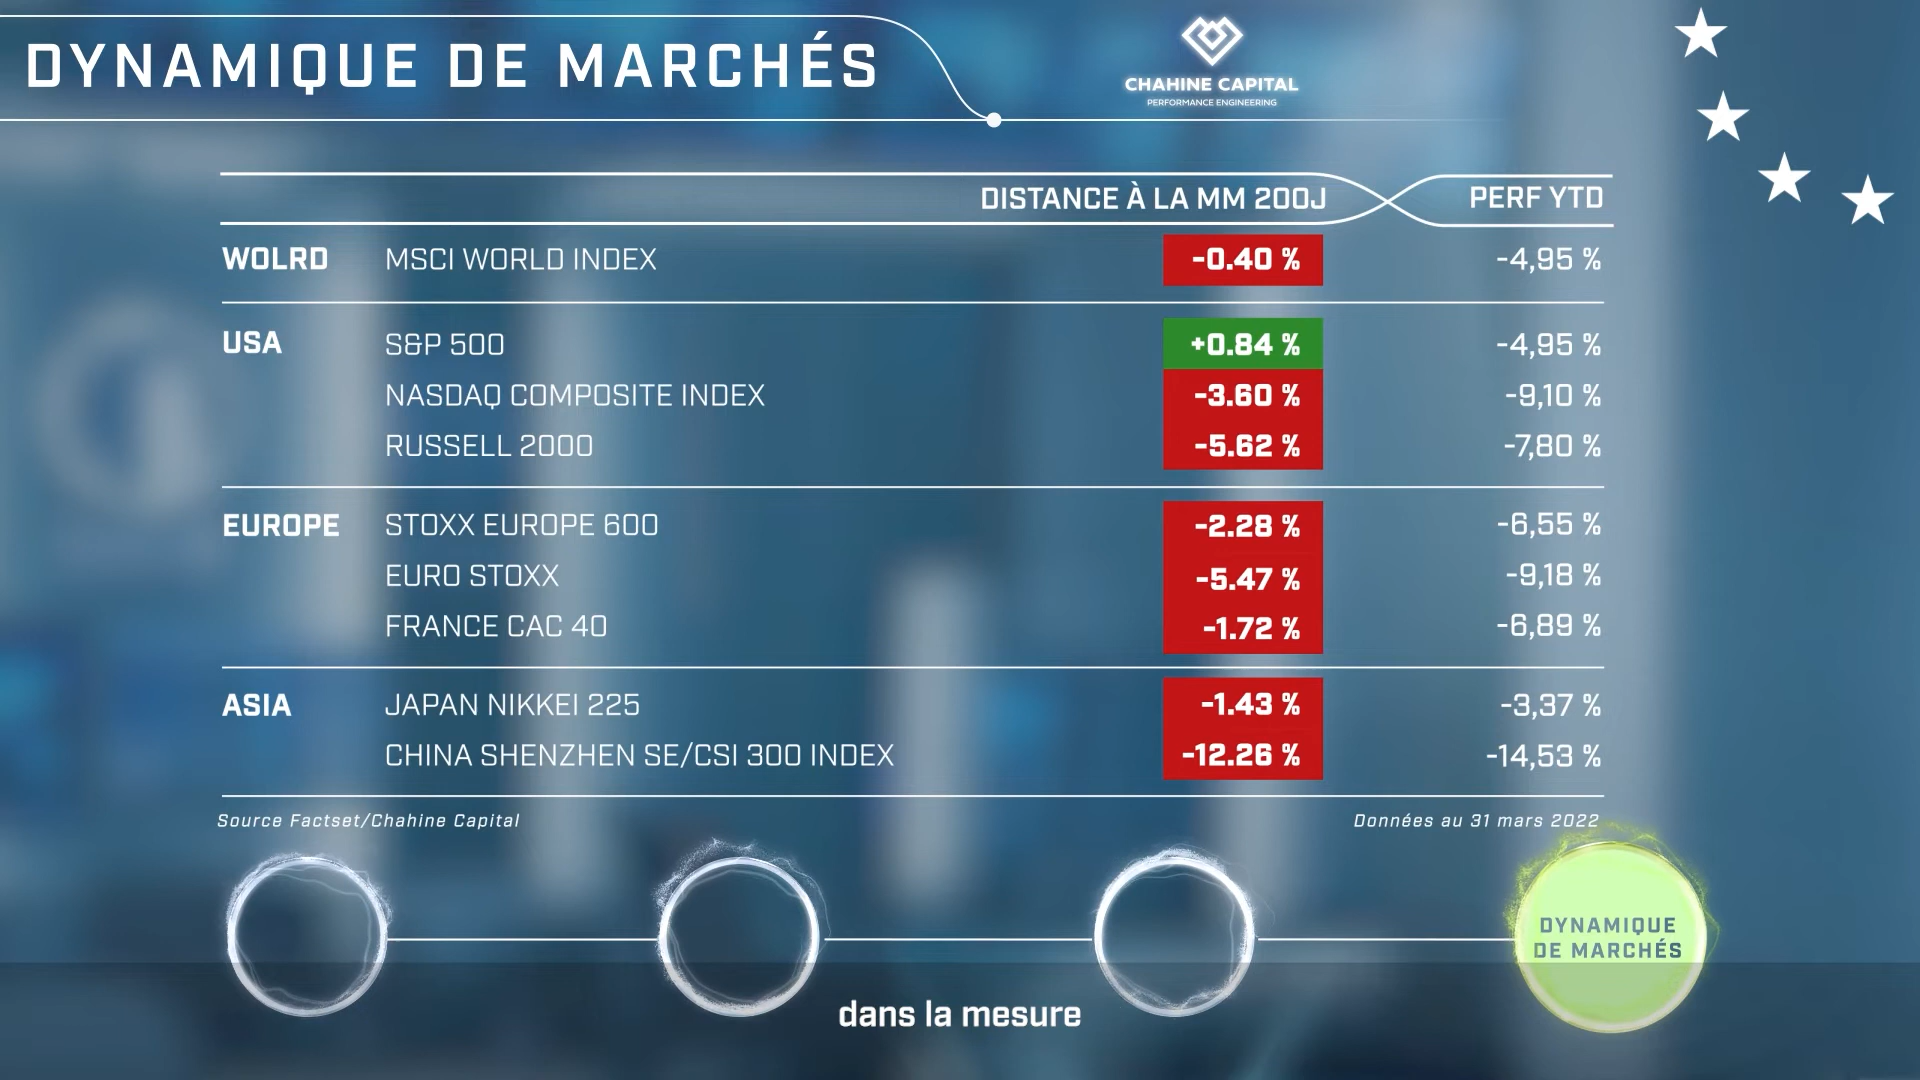 DYNAMIQUE DE MARCHÉS
CHAHINE CAPITAL
PERFORMANCE ENGINEERING
DISTANCE À LA MM 200J PERF YTD
WOLRD MSCI WORLD INDEX -0.40 % -4,95 %
USA S&P 500 +0.84 % -4,95 %
NASDAQ COMPOSITE INDEX -3.60 % -9,10 %
RUSSELL 2000 -5.62 % -7,80 %
EUROPE STOXX EUROPE 600 -2.28 % -6,55 %
EURO STOXX -5.47 % -9,18 %
FRANCE CAC 40 -1.72 % -6,89 %
ASIA JAPAN NIKKEI 225 -1.43 % -3,37 %
CHINA SHENZHEN SE/CSI 300 INDEX -12.26 % -14,53 %
Source Factset/Chahine Capital Données au 31 mars 2022
DYNAMIQUE
DE MARCHÉS
dans la mesure